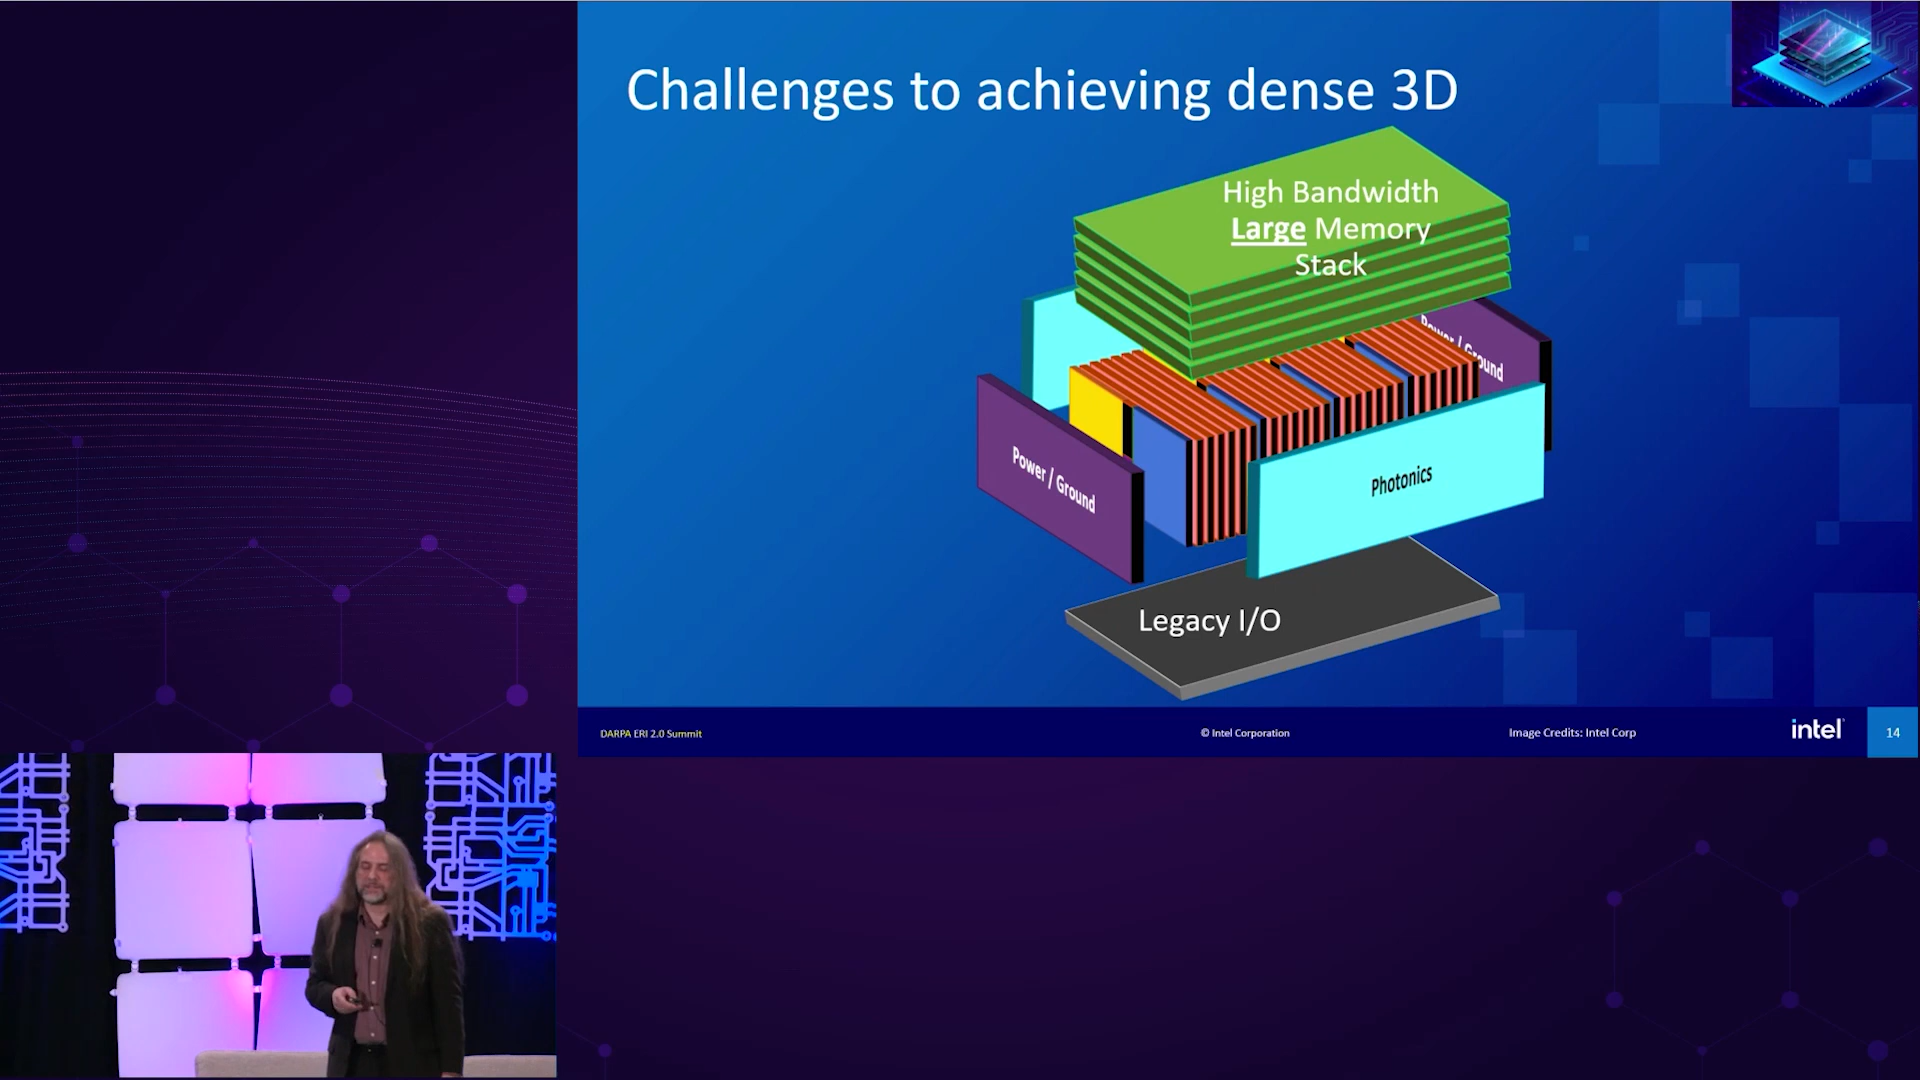 Challenges to achieving dense 3D
High Bandwidth
Large Memory
Stack
Power / Ground
Power / Ground
Photonics
Legacy I/O
DARPA ERI 2.0 Summit
© Intel Corporation
Image Credits: Intel Corp
intel
14